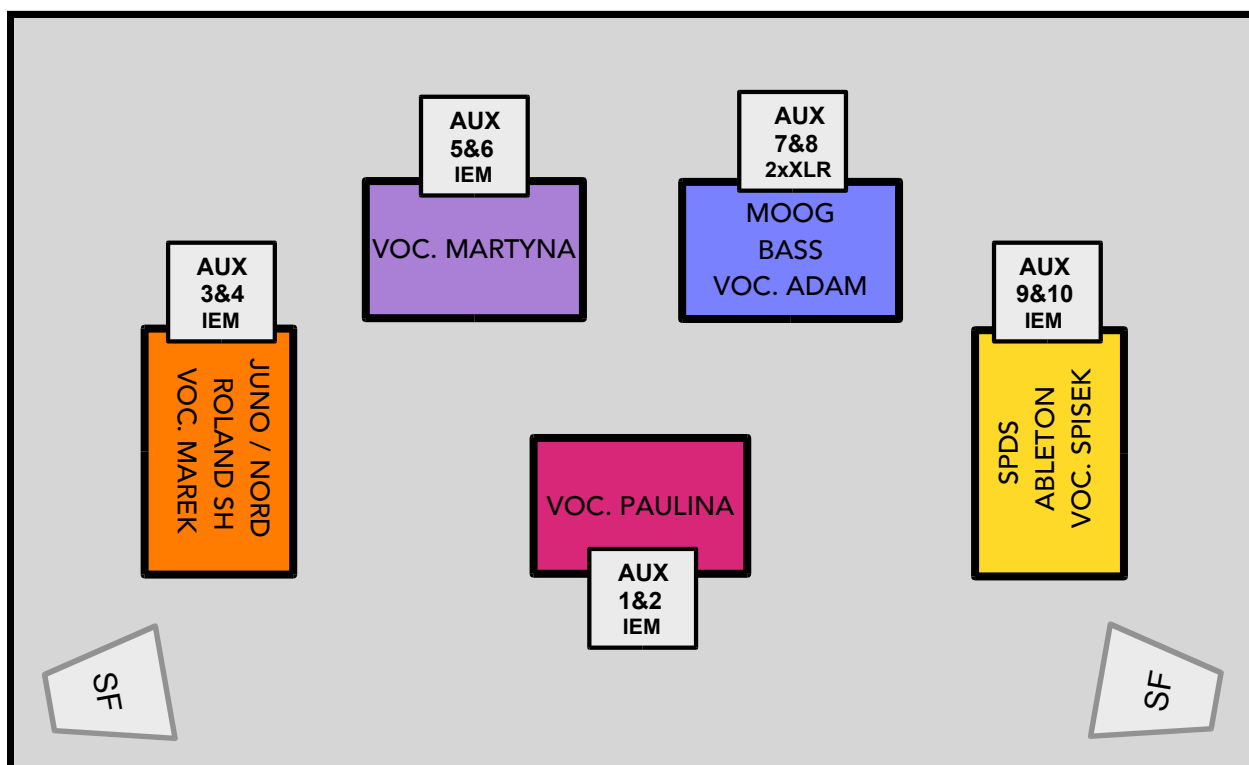 AUX
5&6
IEM
VOC. MARTYNA
AUX
7&8
2xXLR
MOOG
BASS
VOC. ADAM
AUX
3&4
IEM
JUNO / NORD
ROLAND SH
VOC. MAREK
AUX
9&10
IEM
SPDS
ABLETON
VOC. SPISEK
VOC. PAULINA
AUX
1&2
IEM
SF
SF